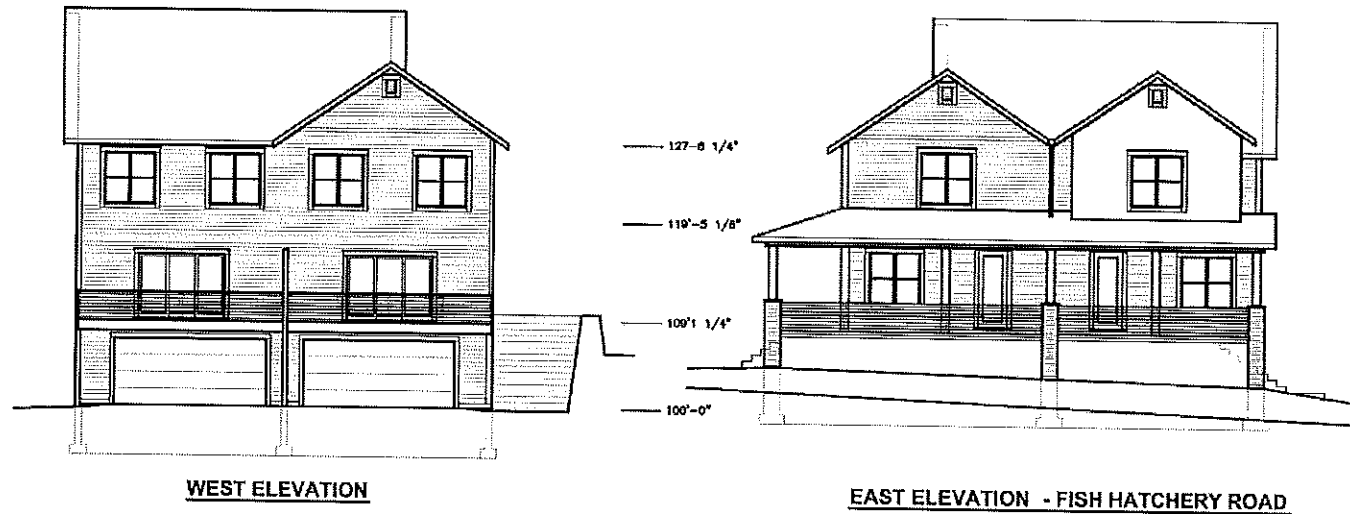 127-6 1/4"
119'-5 1/8"
109'1 1/4"
100'-0"
WEST ELEVATION
EAST ELEVATION - FISH HATCHERY ROAD